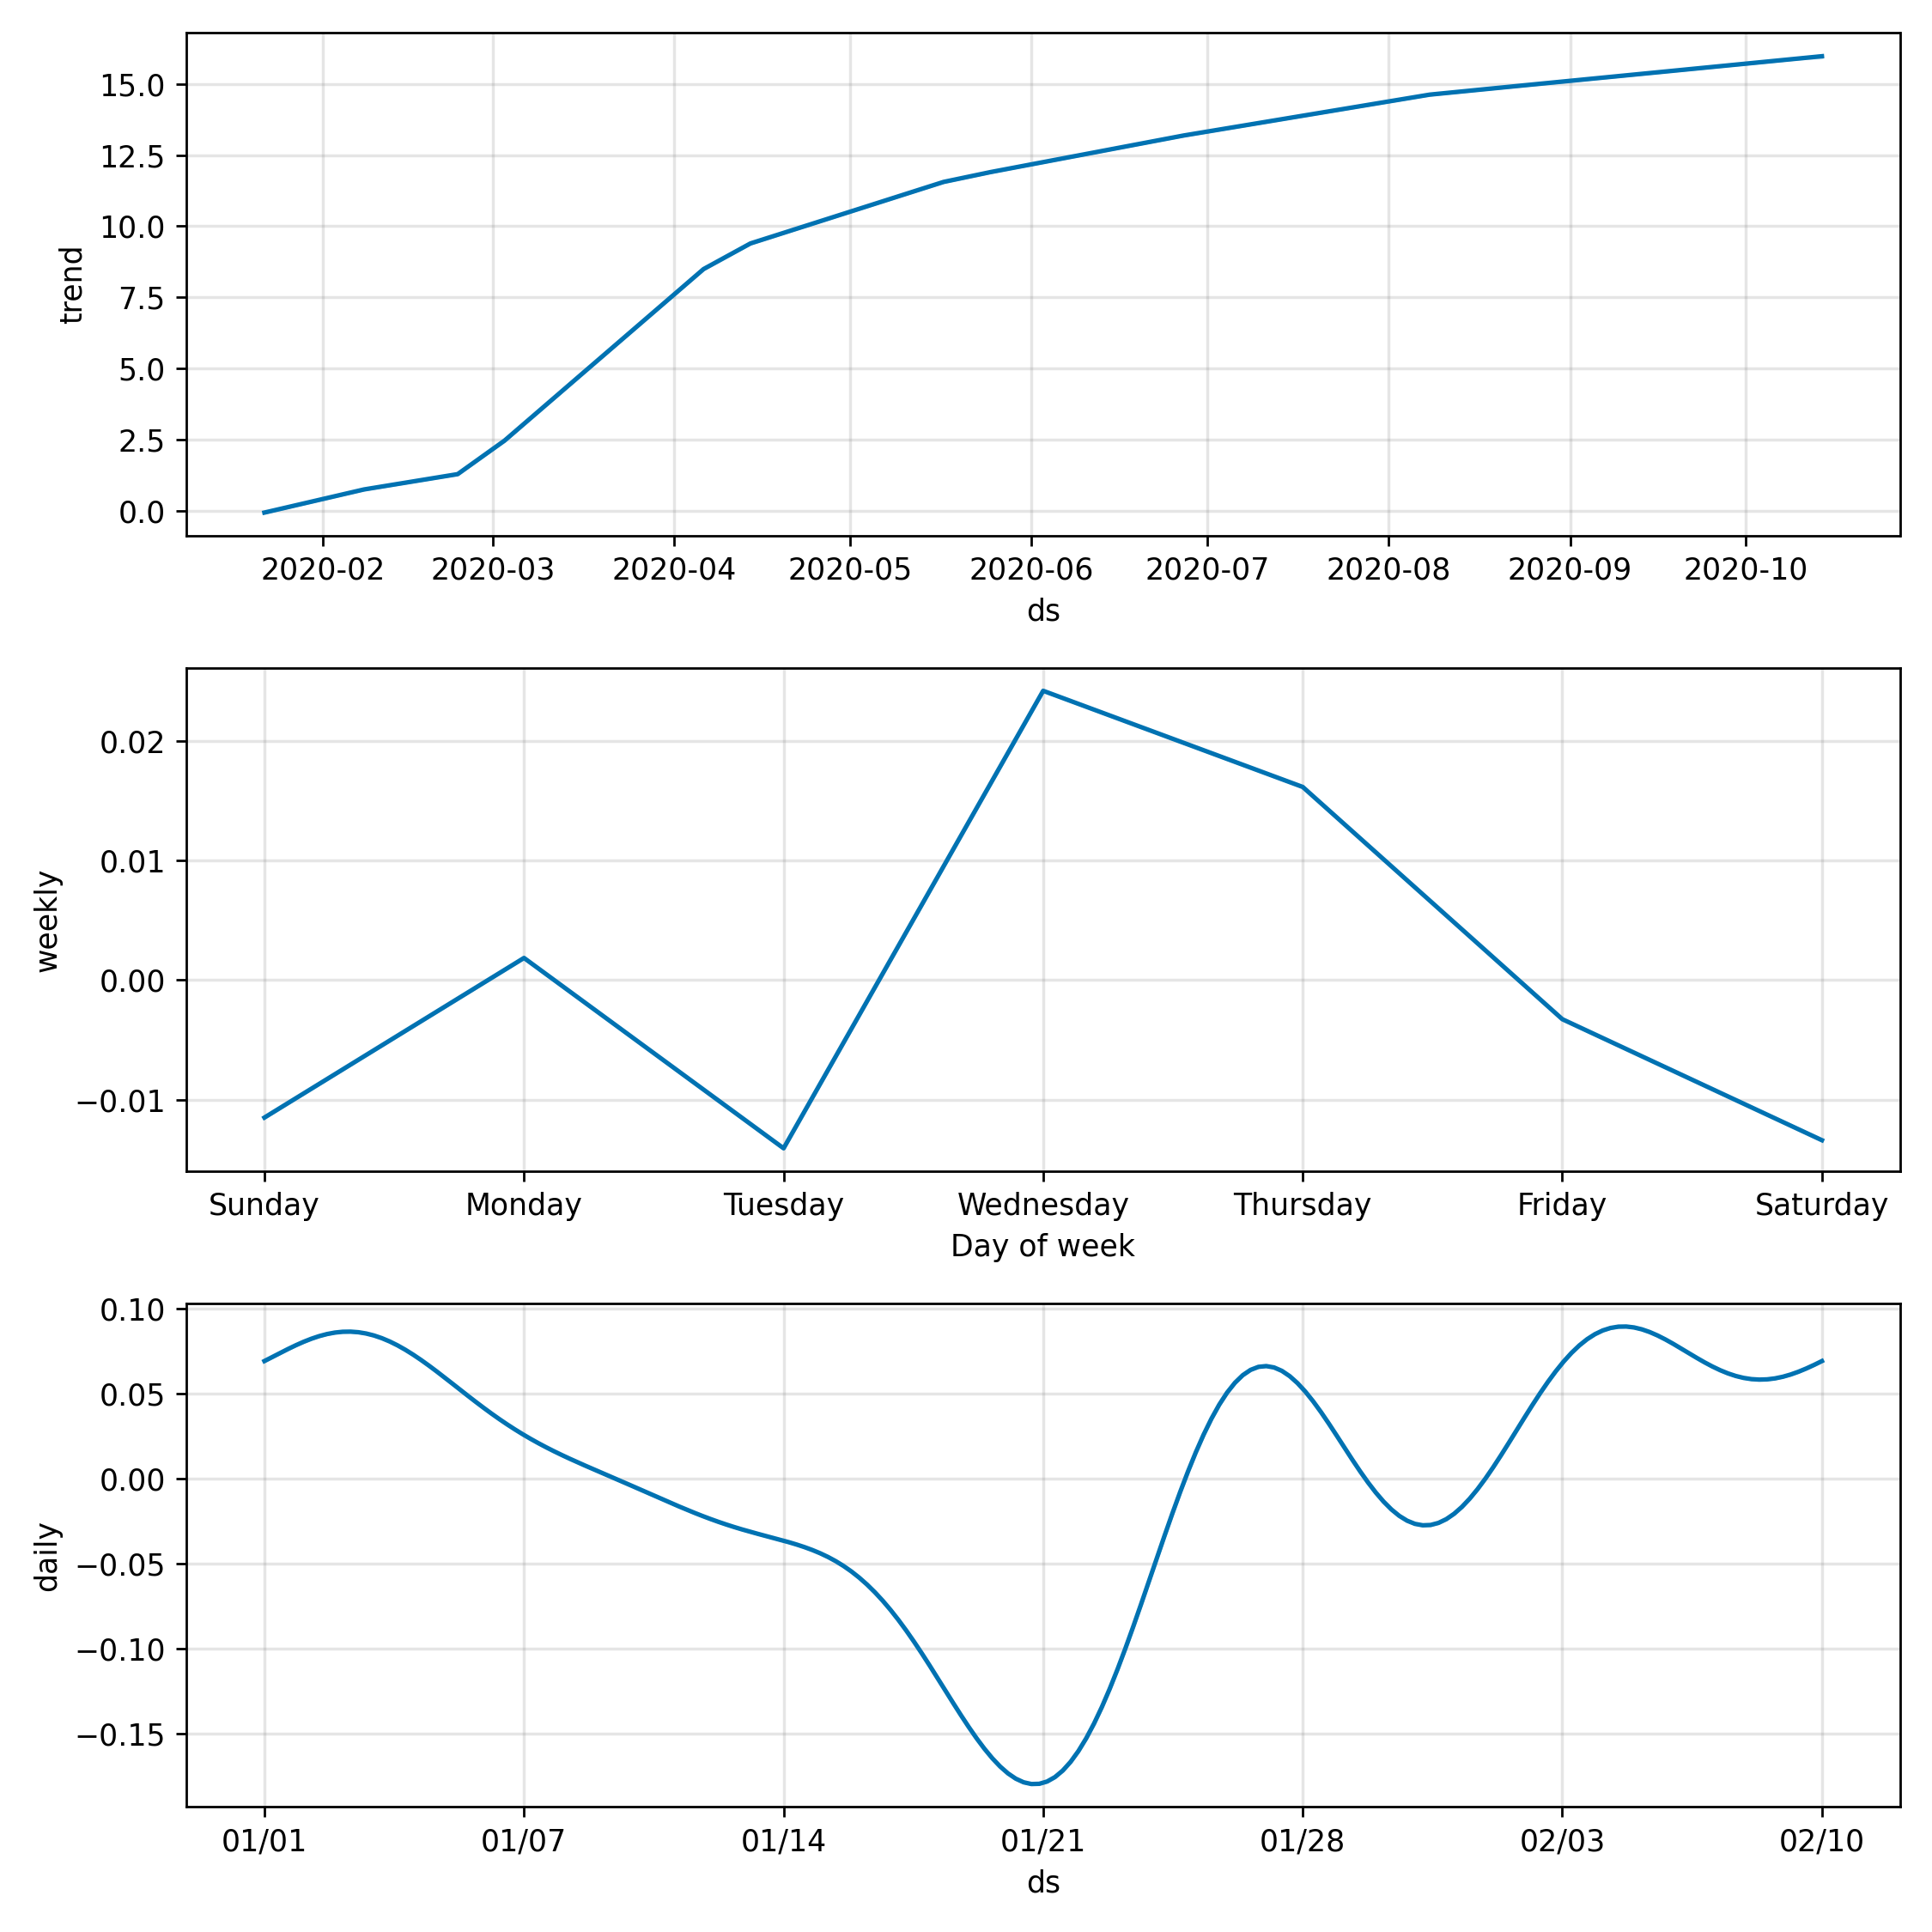 trend
15.0
12.5
10.0
7.5
5.0
2.5
0.0
2020-02 2020-03 2020-04 2020-05 2020-06 2020-07 2020-08 2020-09 2020-10
ds
weekly
0.02
0.01
0.00
−0.01
Sunday Monday Tuesday Wednesday Thursday Friday Saturday
Day of week
daily
0.10
0.05
0.00
−0.05
−0.10
−0.15
01/01 01/07 01/14 01/21 01/28 02/03 02/10
ds